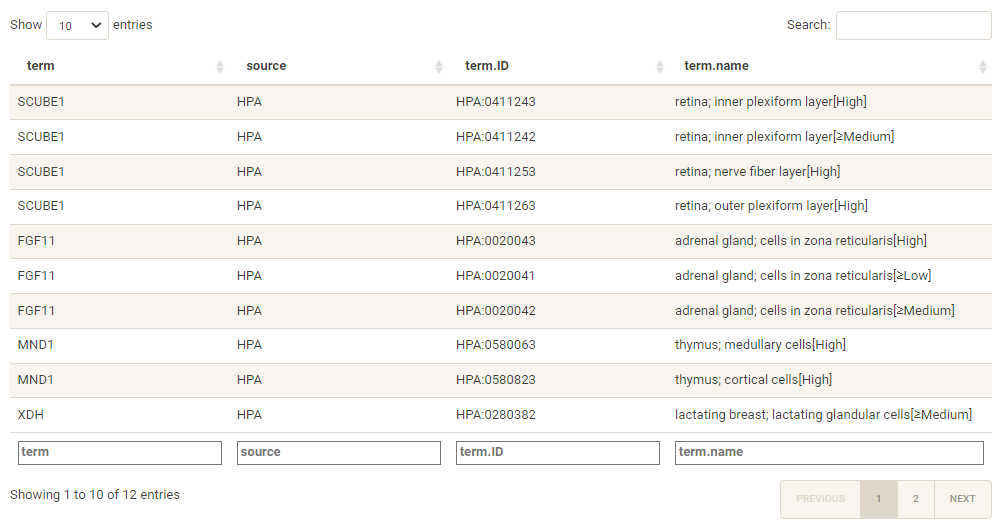 Show 10 entries Search:
term source term.ID term.name
SCUBE1 HPA HPA:0411243 retina; inner plexiform layer[High]
SCUBE1 HPA HPA:0411242 retina; inner plexiform layer[≥Medium]
SCUBE1 HPA HPA:0411253 retina; nerve fiber layer[High]
SCUBE1 HPA HPA:0411263 retina; outer plexiform layer[High]
FGF11 HPA HPA:0020043 adrenal gland; cells in zona reticularis[High]
FGF11 HPA HPA:0020041 adrenal gland; cells in zona reticularis[≥Low]
FGF11 HPA HPA:0020042 adrenal gland; cells in zona reticularis[≥Medium]
MND1 HPA HPA:0580063 thymus; medullary cells[High]
MND1 HPA HPA:0580823 thymus; cortical cells[High]
XDH HPA HPA:0280382 lactating breast; lactating glandular cells[≥Medium]
term source term.ID term.name
Showing 1 to 10 of 12 entries PREVIOUS 1 2 NEXT